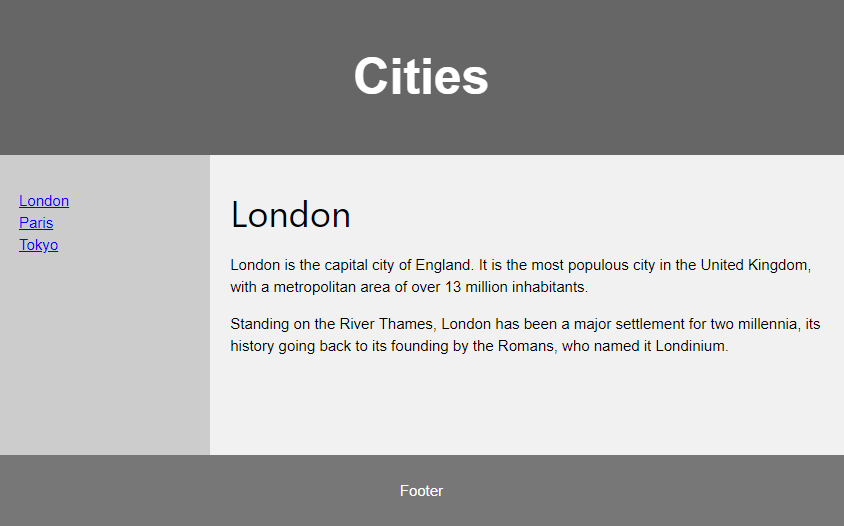 Cities
London
Paris
Tokyo
London
London is the capital city of England. It is the most populous city in the United Kingdom,
with a metropolitan area of over 13 million inhabitants.
Standing on the River Thames, London has been a major settlement for two millennia, its
history going back to its founding by the Romans, who named it Londinium.
Footer